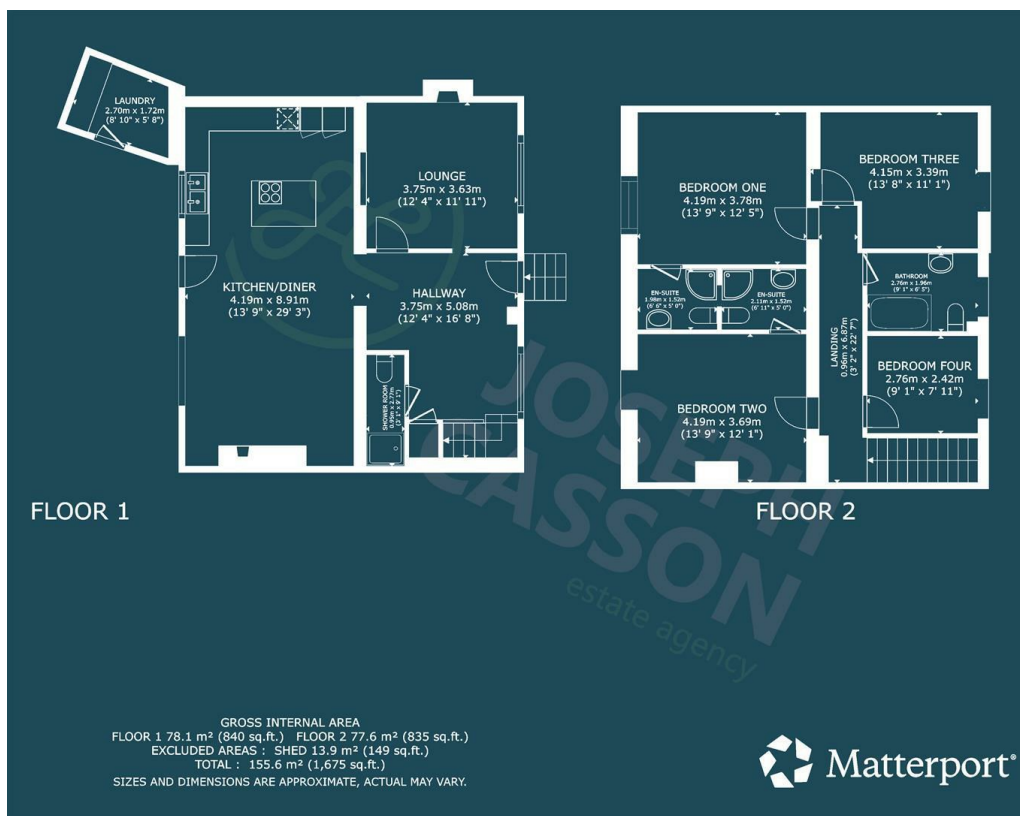 LAUNDRY
2.70m x 1.72m
(8' 10" x 5' 8")
LOUNGE
3.75m x 3.63m
(12' 4" x 11' 11")
KITCHEN/DINER
4.19m x 8.91m
(13' 9" x 29' 3")
HALLWAY
3.75m x 5.08m
(12' 4" x 16' 8")
SHOWER ROOM
0.95m x 2.77m
(3' 1" x 9' 1")
FLOOR 1
BEDROOM ONE
4.19m x 3.78m
(13' 9" x 12' 5")
BEDROOM THREE
4.15m x 3.39m
(13' 8" x 11' 1")
EN-SUITE
1.98m x 1.52m
(6' 6" x 5' 0")
EN-SUITE
2.11m x 1.52m
(6' 11" x 5' 0")
BATHROOM
2.76m x 1.96m
(9' 1" x 6' 5")
LANDING
0.96m x 6.87m
(3' 2" x 22' 7")
BEDROOM TWO
4.19m x 3.69m
(13' 9" x 12' 1")
BEDROOM FOUR
2.76m x 2.42m
(9' 1" x 7' 11")
FLOOR 2
JOSEPH
CASSON
estate agency
GROSS INTERNAL AREA
FLOOR 1 78.1 m² (840 sq.ft.) FLOOR 2 77.6 m² (835 sq.ft.)
EXCLUDED AREAS : SHED 13.9 m² (149 sq.ft.)
TOTAL : 155.6 m² (1,675 sq.ft.)
SIZES AND DIMENSIONS ARE APPROXIMATE, ACTUAL MAY VARY.
Matterport®